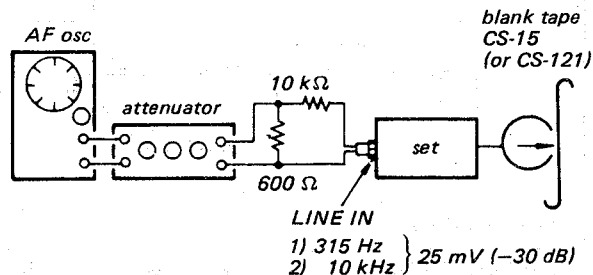 AF osc
attenuator
10 kΩ
600 Ω
blank tape
CS-15
(or CS-121)
set
LINE IN
1) 315 Hz
2) 10 kHz
25 mV (−30 dB)